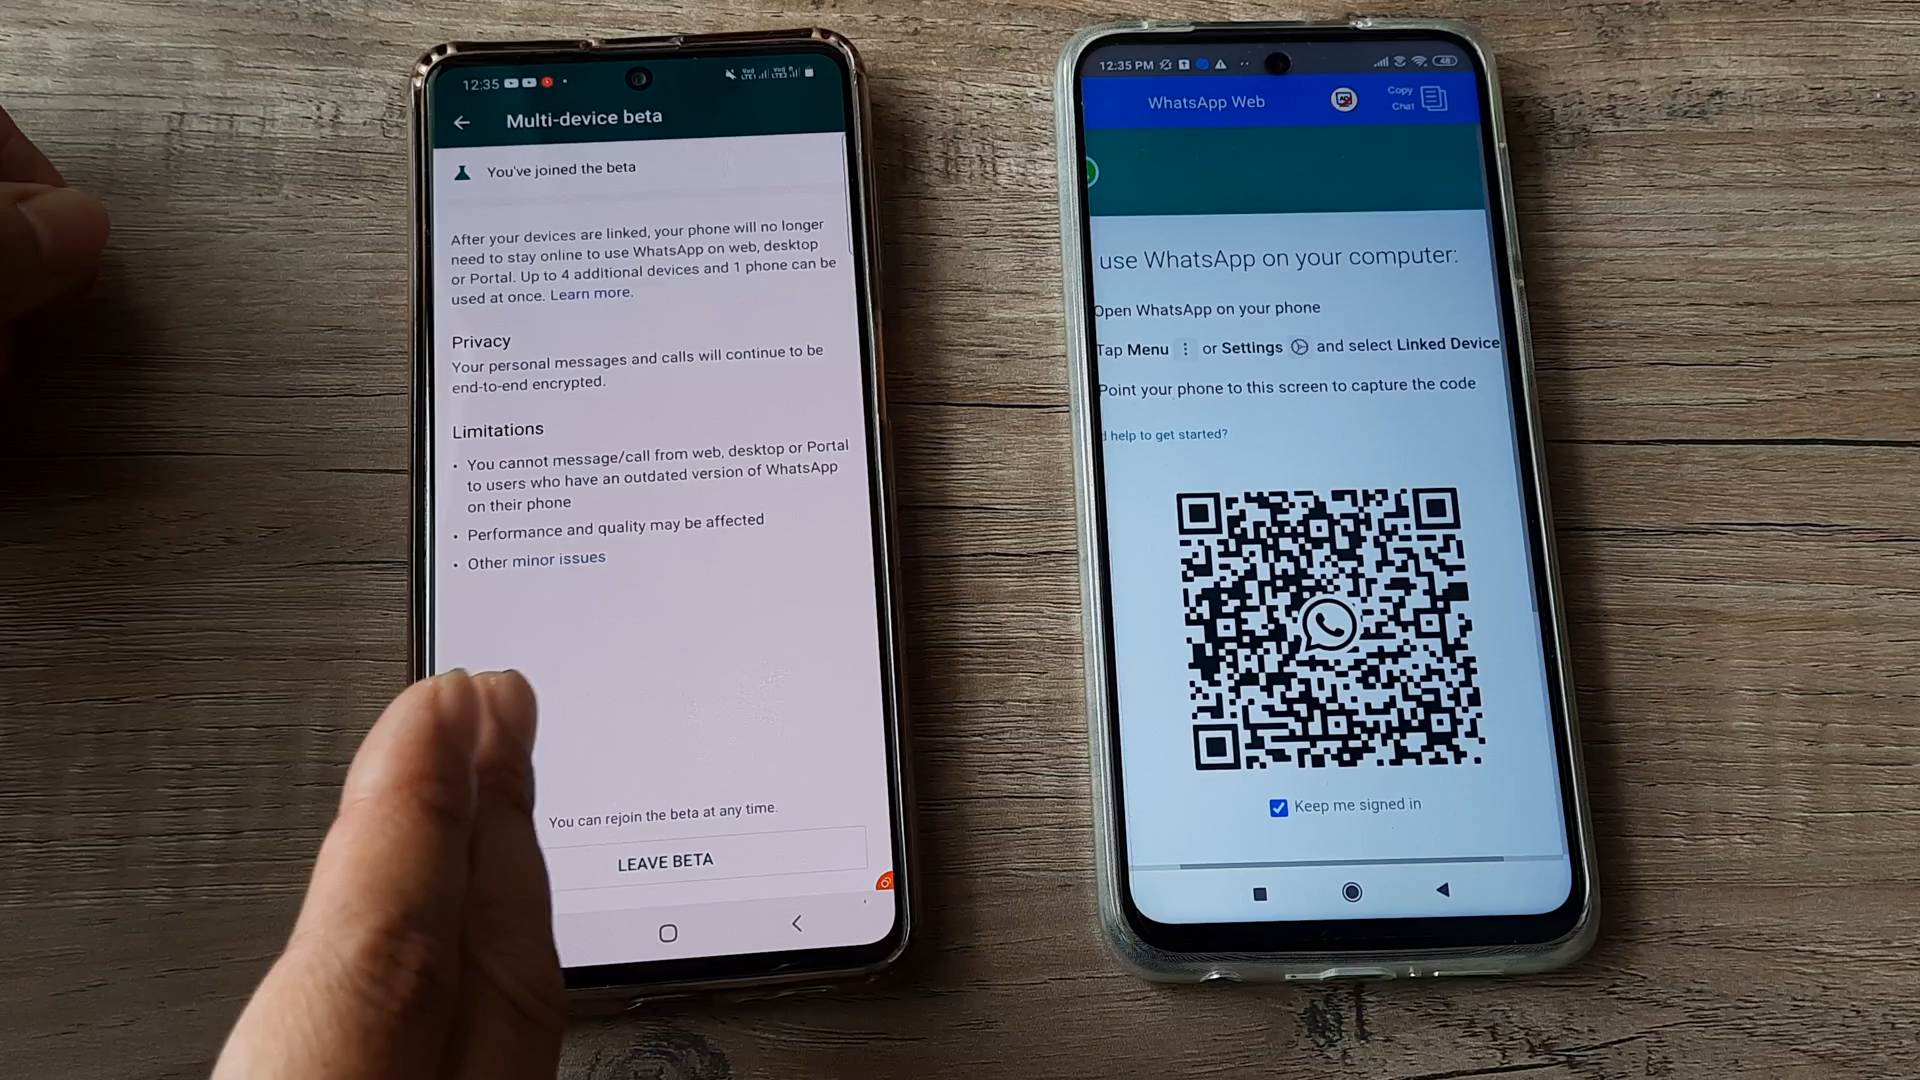 12:35
Multi-device beta
You've joined the beta
After your devices are linked, your phone will no longer
need to stay online to use WhatsApp on web, desktop
or Portal. Up to 4 additional devices and 1 phone can be
used at once. Learn more.
Privacy
Your personal messages and calls will continue to be
end-to-end encrypted.
Limitations
• You cannot message/call from web, desktop or Portal
to users who have an outdated version of WhatsApp
on their phone
• Performance and quality may be affected
• Other minor issues
You can rejoin the beta at any time.
LEAVE BETA
12:35 PM
WhatsApp Web
Copy
Chat
use WhatsApp on your computer:
Open WhatsApp on your phone
Tap Menu or Settings and select Linked Device
Point your phone to this screen to capture the code
d help to get started?
Keep me signed in